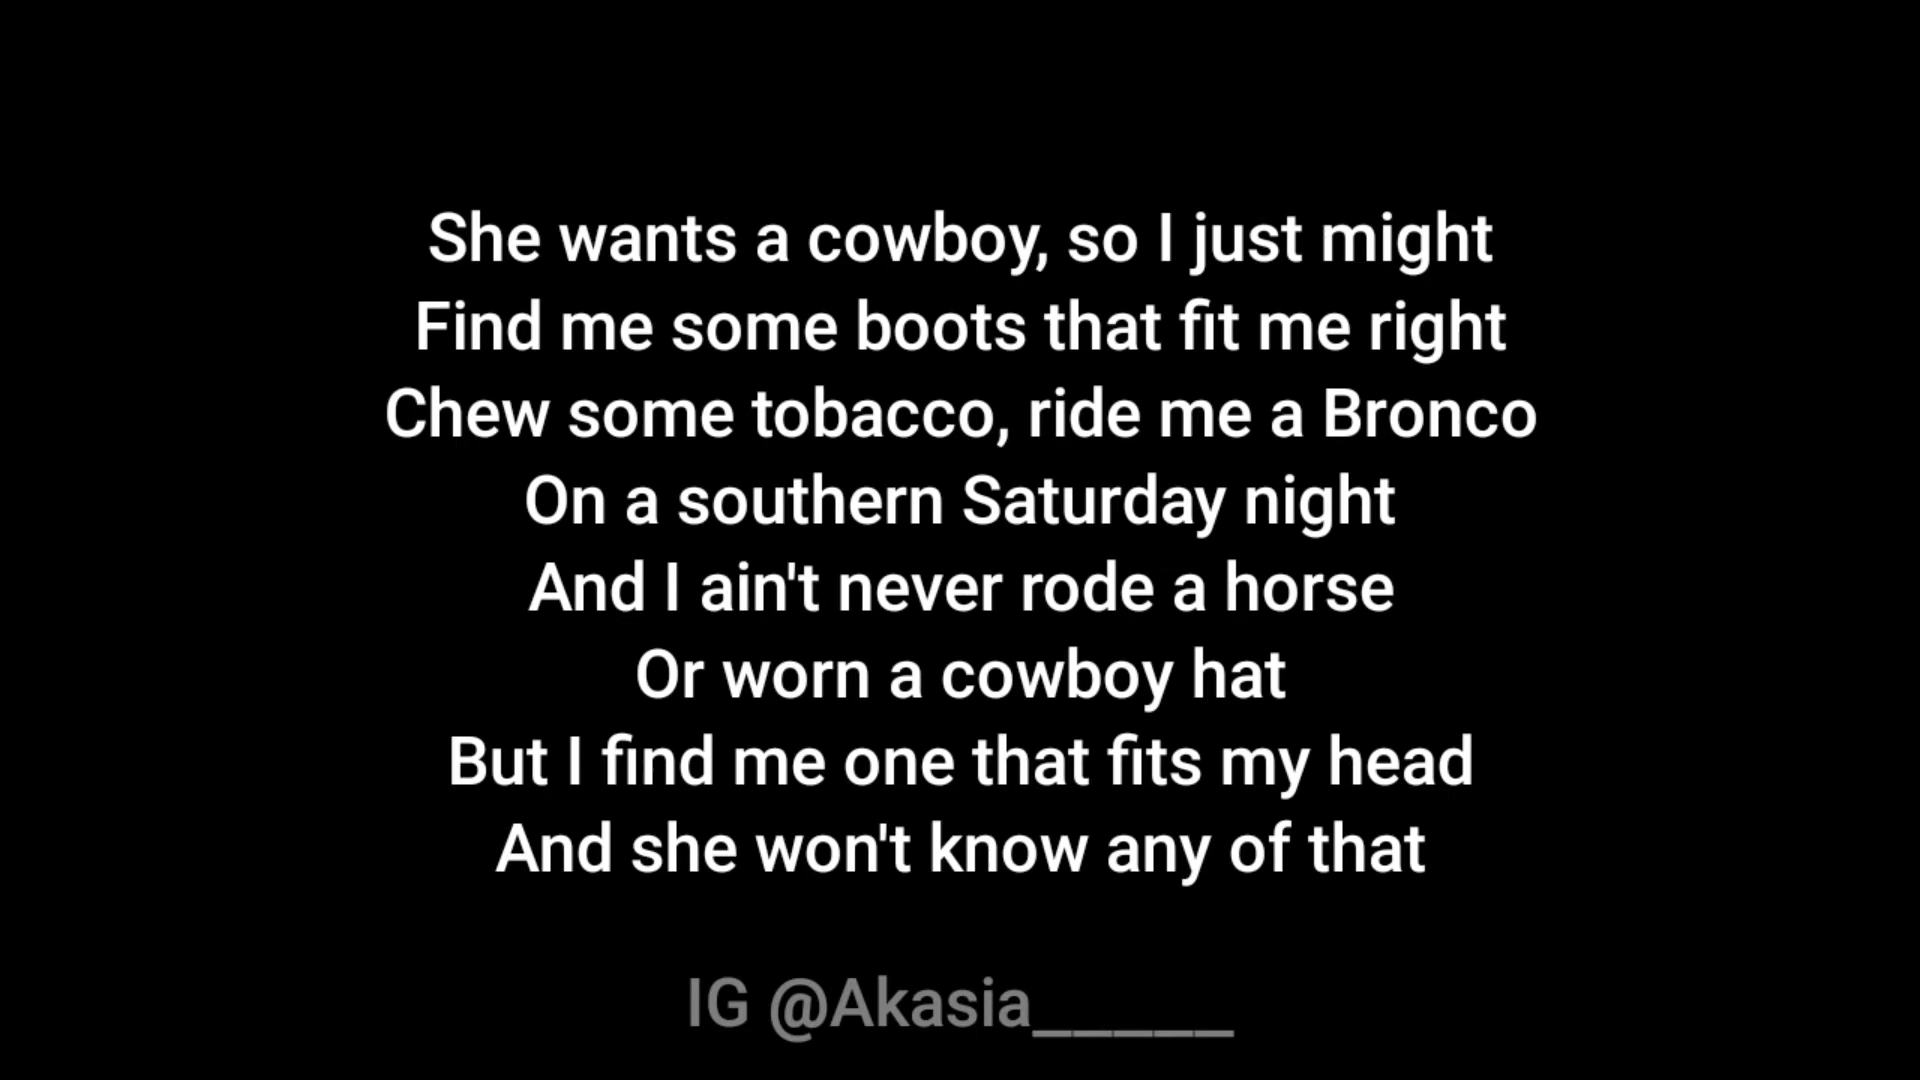 She wants a cowboy, so I just might
Find me some boots that fit me right
Chew some tobacco, ride me a Bronco
On a southern Saturday night
And I ain't never rode a horse
Or worn a cowboy hat
But I find me one that fits my head
And she won't know any of that
IG @Akasia_____